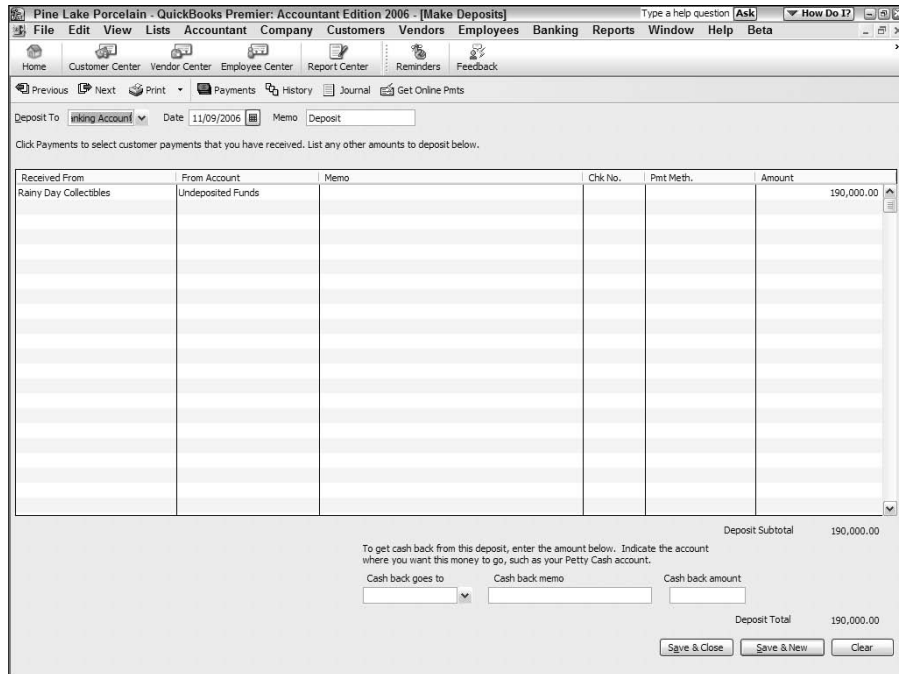 Pine Lake Porcelain - QuickBooks Premier: Accountant Edition 2006 - [Make Deposits] Type a help question Ask How Do I?
File Edit View Lists Accountant Company Customers Vendors Employees Banking Reports Window Help Beta
Home Customer Center Vendor Center Employee Center Report Center Reminders Feedback
Previous Next Print Payments History Journal Get Online Pmts
Deposit To nking Account Date 11/09/2006 Memo Deposit
Click Payments to select customer payments that you have received. List any other amounts to deposit below.
Received From From Account Memo Chk No. Pmt Meth. Amount
Rainy Day Collectibles Undeposited Funds 190,000.00
Deposit Subtotal 190,000.00
To get cash back from this deposit, enter the amount below. Indicate the account
where you want this money to go, such as your Petty Cash account.
Cash back goes to Cash back memo Cash back amount
Deposit Total 190,000.00
Save & Close Save & New Clear